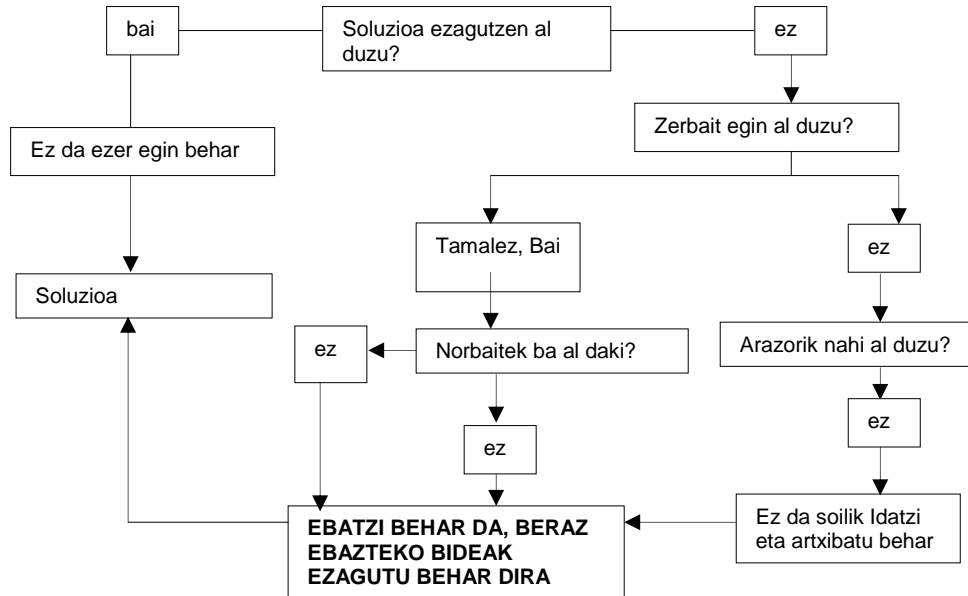 bai
Soluzioa ezagutzen al
duzu?
ez
Zerbait egin al duzu?
Ez da ezer egin behar
Tamalez, Bai
ez
Soluzioa
ez
Norbaitek ba al daki?
Arazorik nahi al duzu?
ez
ez
EBATZI BEHAR DA, BERAZ
EBAZTEKO BIDEAK
EZAGUTU BEHAR DIRA
Ez da soilik Idatzi
eta artxibatu behar